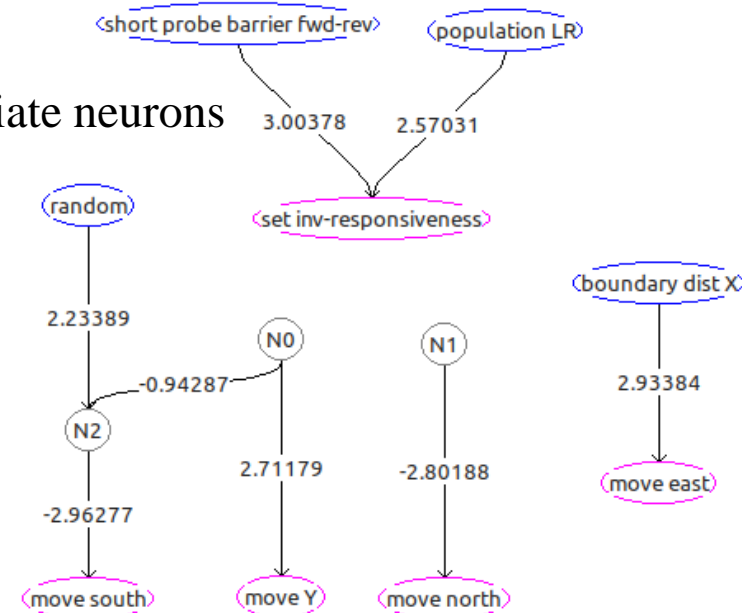 short probe barrier fwd-rev
population LR
iate neurons
3.00378
2.57031
random
set inv-responsiveness
boundary dist X
2.23389
N0
N1
-0.94287
2.93384
N2
2.71179
-2.80188
move east
-2.96277
move south
move Y
move north